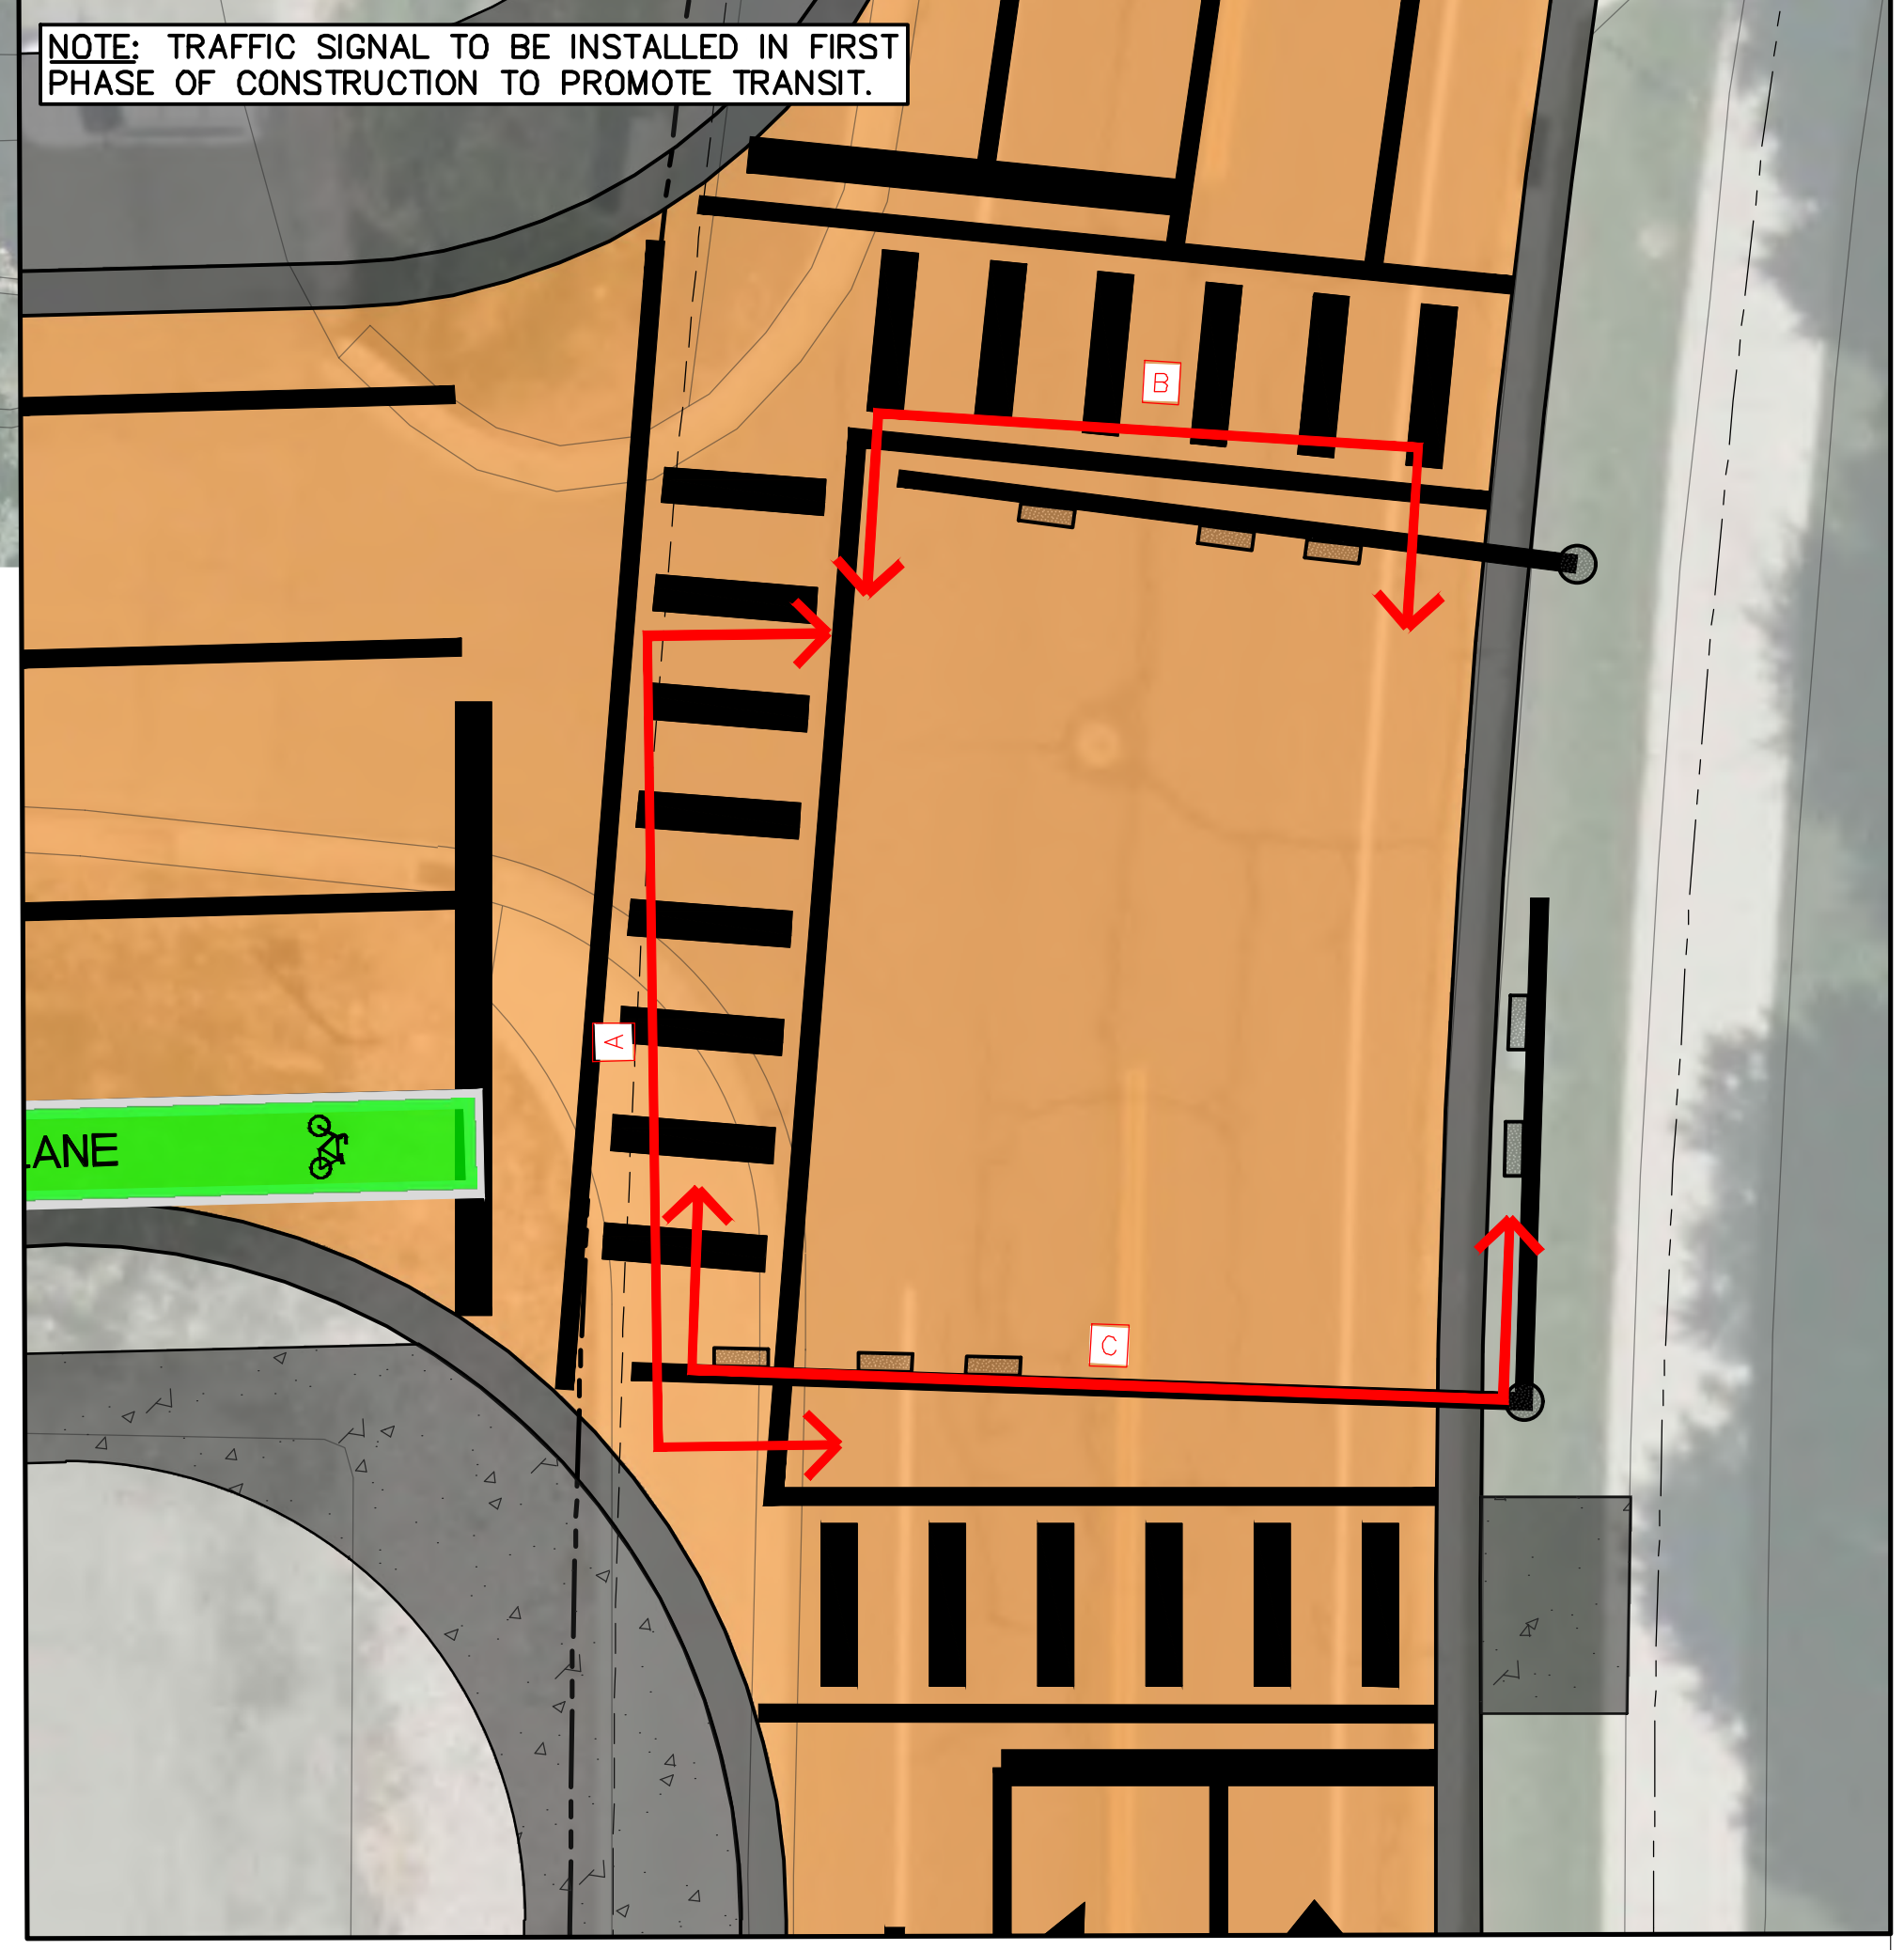 NOTE: TRAFFIC SIGNAL TO BE INSTALLED IN FIRST
PHASE OF CONSTRUCTION TO PROMOTE TRANSIT.
B
A
LANE
C